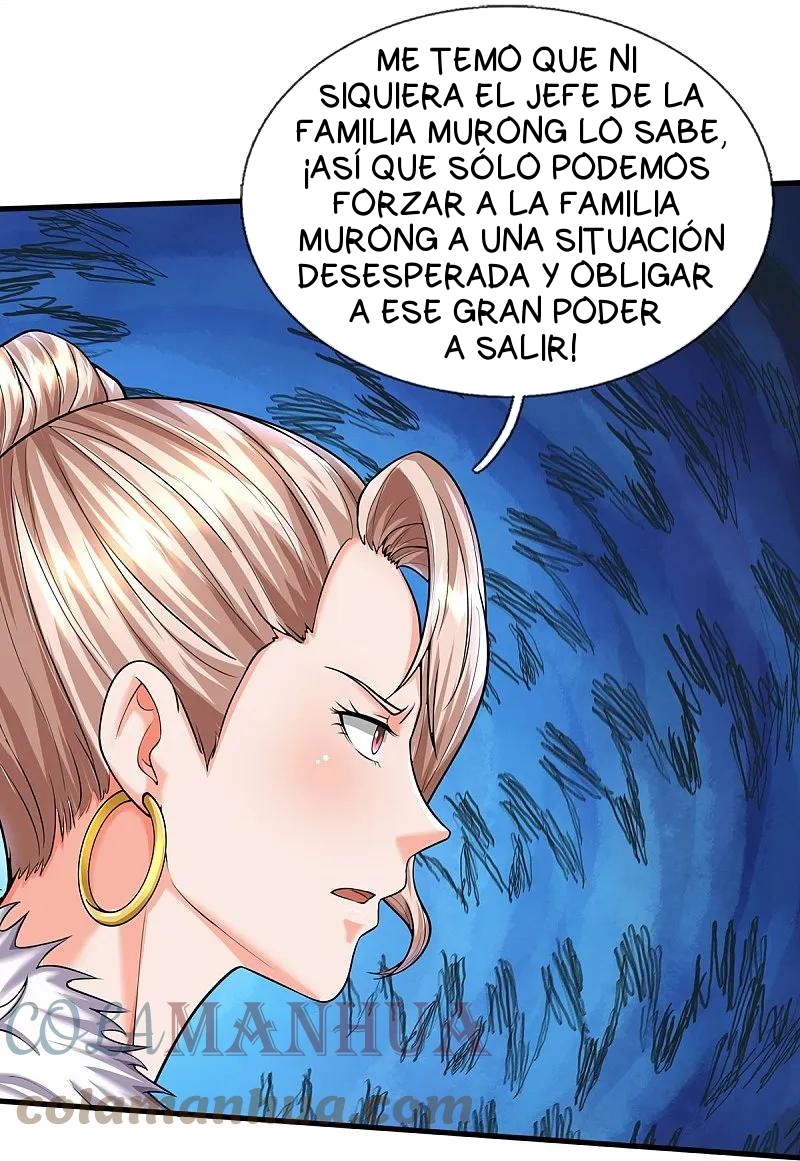 ME TEMO QUE NI
SIQUIERA EL JEFE DE LA
FAMILIA MURONG LO SABE,
¡ASÍ QUE SÓLO PODEMOS
FORZAR A LA FAMILIA
MURONG A UNA SITUACIÓN
DESESPERADA Y OBLIGAR
A ESE GRAN PODER
A SALIR!
COLAMANHUA
colamanhua.com